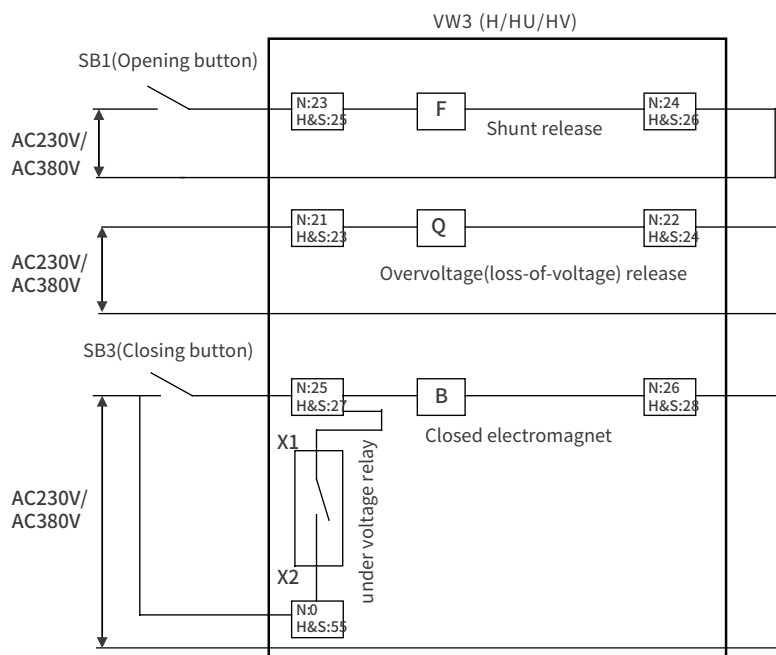 VW3 (H/HU/HV)
SB1(Opening button)
N:23
H&S:25
F
N:24
H&S:26
Shunt release
AC230V/
AC380V
N:21
H&S:23
Q
N:22
H&S:24
Overvoltage(loss-of-voltage) release
AC230V/
AC380V
SB3(Closing button)
N:25
H&S:27
B
N:26
H&S:28
Closed electromagnet
X1
under voltage relay
AC230V/
AC380V
X2
N:0
H&S:55